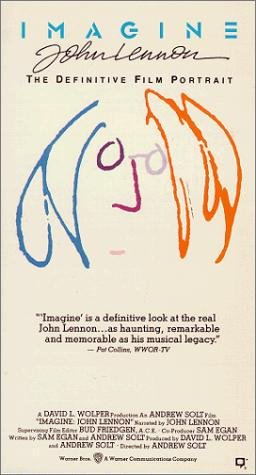 IMAGINE
John Lennon
THE DEFINITIVE FILM PORTRAIT
"'Imagine' is a definitive look at the real
John Lennon...as haunting, remarkable
and memorable as his musical legacy."
— Pat Collins, WWOR-TV
A DAVID L. WOLPER Production An ANDREW SOLT Film
"IMAGINE: JOHN LENNON" Narrated by JOHN LENNON
Supervising Film Editor BUD FRIEDGEN, A.C.E. · Co-Producer SAM EGAN
Written by SAM EGAN and ANDREW SOLT Produced by DAVID L. WOLPER
and ANDREW SOLT · Directed by ANDREW SOLT
Warner Bros. A Warner Communications Company